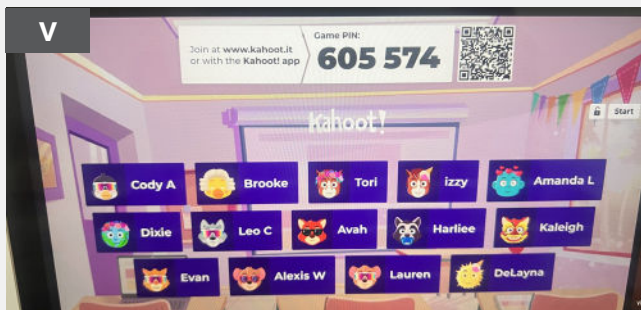 V
Join at www.kahoot.it
or with the Kahoot! app
Game PIN:
605 574
Start
Kahoot!
Cody A
Brooke
Tori
izzy
Amanda L
Dixie
Leo C
Avah
Harliee
Kaleigh
Evan
Alexis W
Lauren
DeLayna